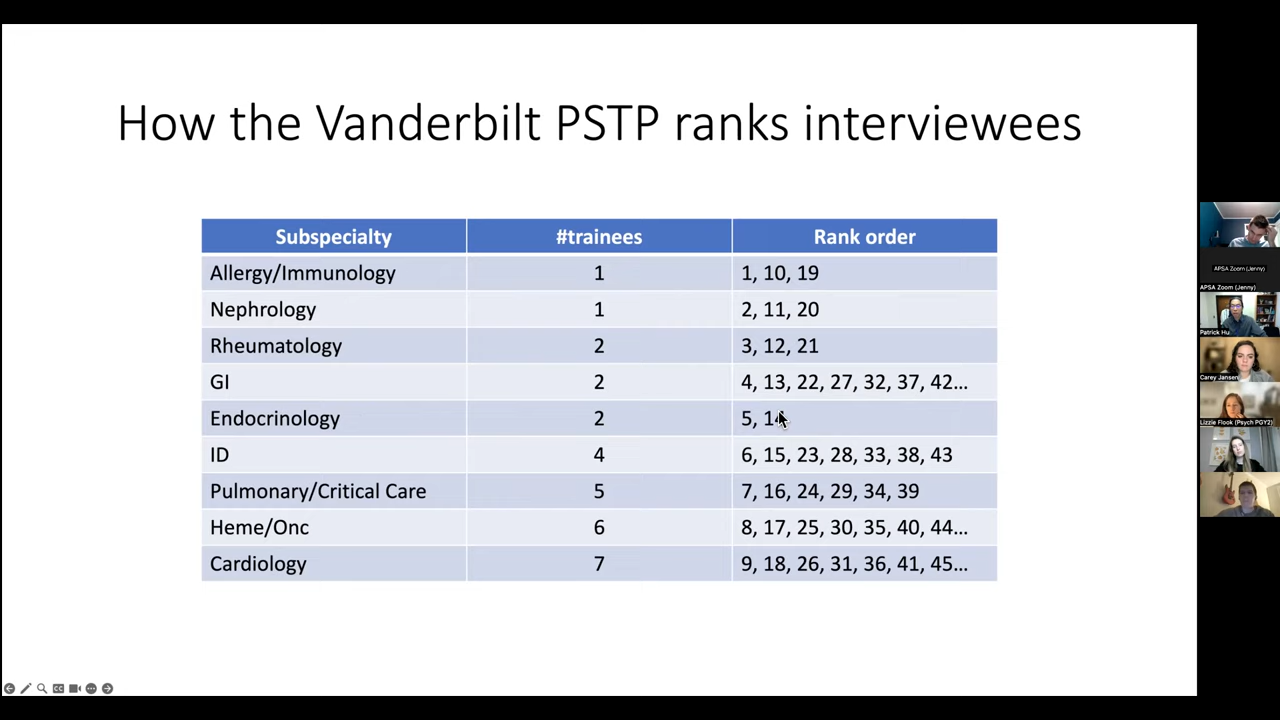 How the Vanderbilt PSTP ranks interviewees
Subspecialty #trainees Rank order
Allergy/Immunology 1 1, 10, 19
Nephrology 1 2, 11, 20
Rheumatology 2 3, 12, 21
GI 2 4, 13, 22, 27, 32, 37, 42...
Endocrinology 2 5,
ID 4 6, 15, 23, 28, 33, 38, 43
Pulmonary/Critical Care 5 7, 16, 24, 29, 34, 39
Heme/Onc 6 8, 17, 25, 30, 35, 40, 44...
Cardiology 7 9, 18, 26, 31, 36, 41, 45...
APSA Zoom (Jenny)
APSA Zoom (Jenny)
Patrick Hu
Carey Jansen
Lizzie Flook (Psych PGY2)
CC